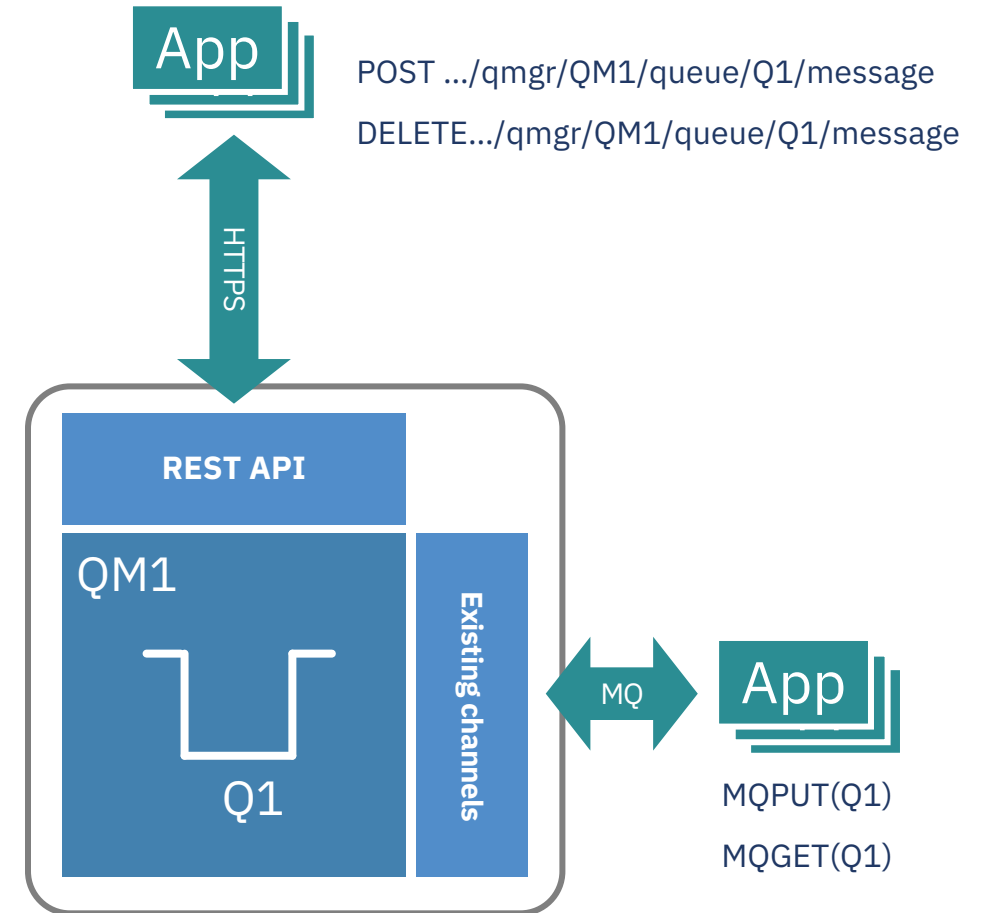 App
POST .../qmgr/QM1/queue/Q1/message
DELETE.../qmgr/QM1/queue/Q1/message
HTTPS
REST API
QM1
Q1
Existing channels
MQ
App
MQPUT(Q1)
MQGET(Q1)